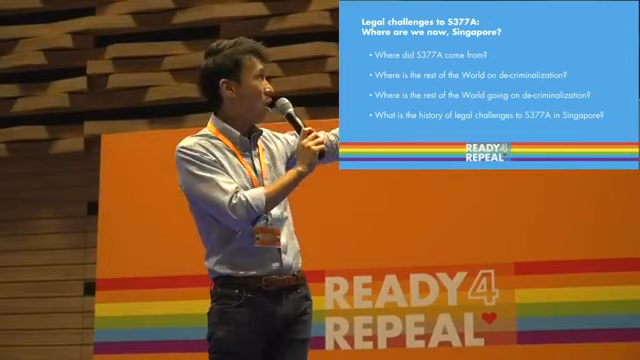 Legal challenges to S377A:
Where are we now, Singapore?
• Where did S377A come from?
• Where is the rest of the World on de-criminalization?
• Where is the rest of the World going on de-criminalization?
• What is the history of legal challenges to S377A in Singapore?
READY4
REPEAL
READY4
REPEAL